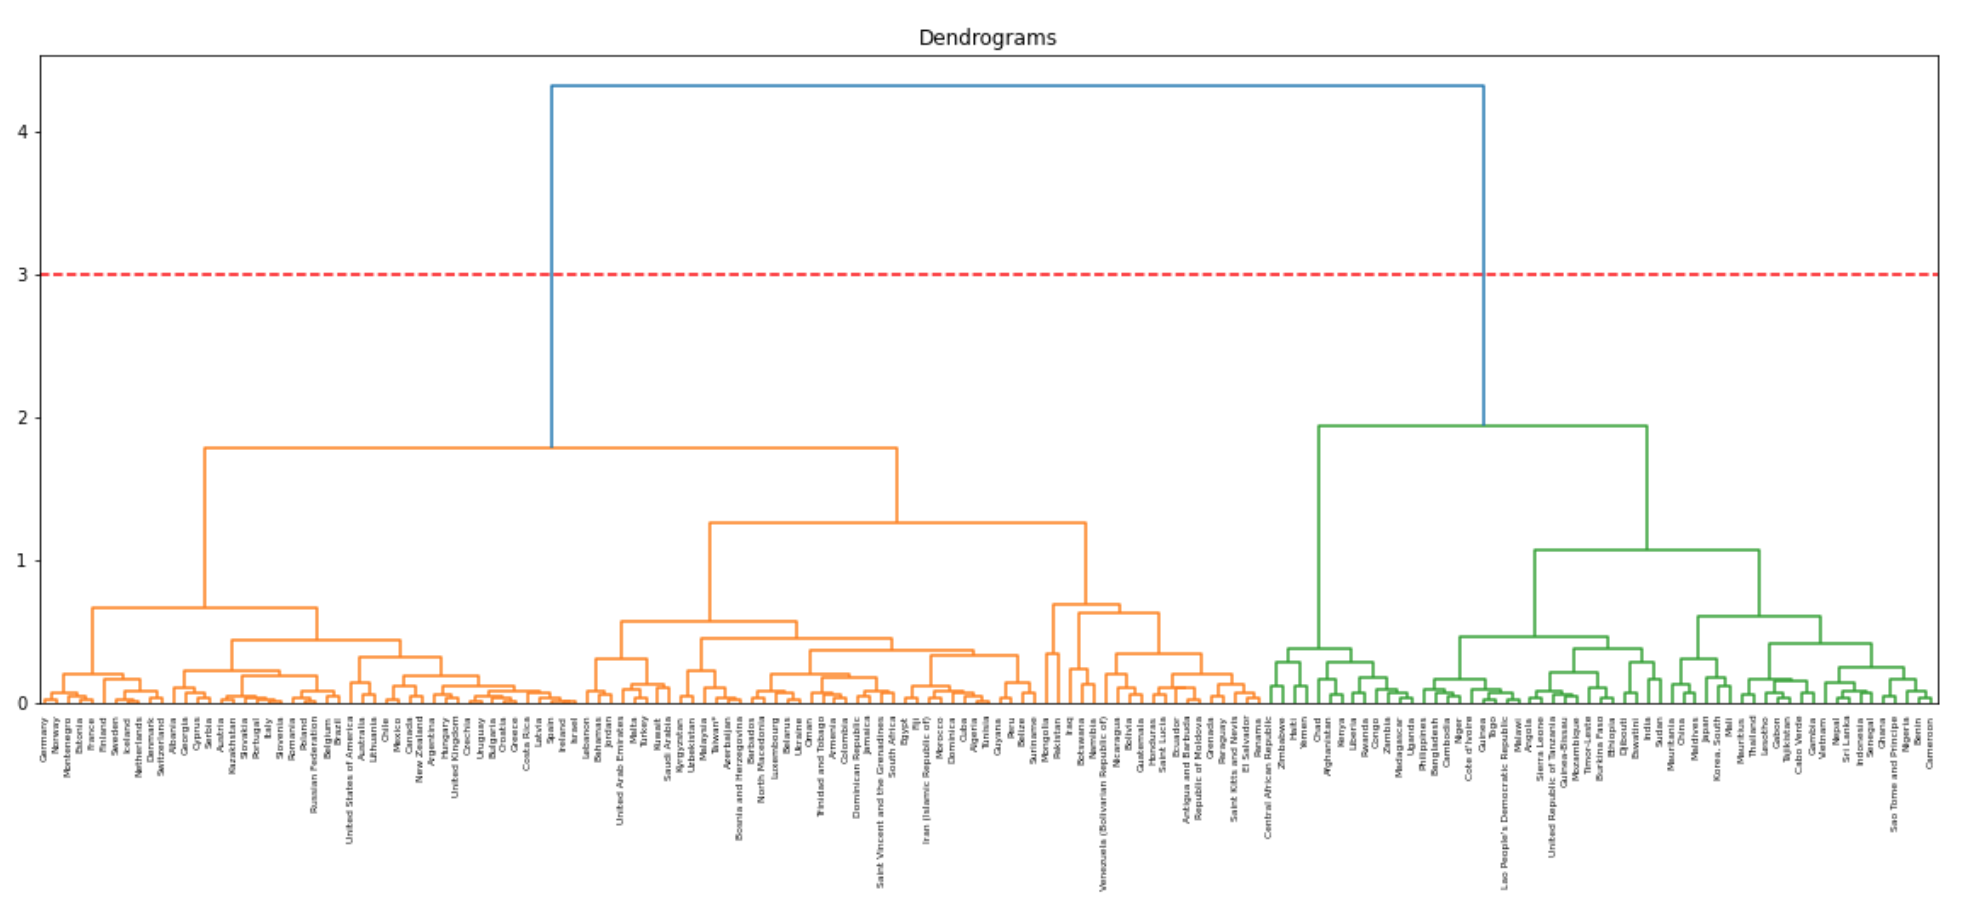 Dendrograms
4
3
2
1
0
Germany
Norway
Montenegro
Estonia
France
Finland
Sweden
Iceland
Netherlands
Denmark
Switzerland
Albania
Georgia
Cyprus
Serbia
Austria
Kazakhstan
Slovakia
Portugal
Italy
Slovenia
Romania
Poland
Russian Federation
Belgium
Brazil
United States of America
Australia
Lithuania
Chile
Mexico
Canada
New Zealand
Argentina
Hungary
United Kingdom
Czechia
Uruguay
Bulgaria
Croatia
Greece
Costa Rica
Latvia
Spain
Ireland
Israel
Lebanon
Bahamas
Jordan
United Arab Emirates
Malta
Turkey
Kuwait
Saudi Arabia
Kyrgyzstan
Uzbekistan
Malaysia
Taiwan*
Azerbaijan
Bosnia and Herzegovina
Barbados
North Macedonia
Luxembourg
Belarus
Ukraine
Oman
Trinidad and Tobago
Armenia
Colombia
Dominican Republic
Jamaica
Saint Vincent and the Grenadines
South Africa
Egypt
Fiji
Iran (Islamic Republic of)
Morocco
Dominica
Cuba
Algeria
Tunisia
Guyana
Peru
Belize
Suriname
Mongolia
Pakistan
Iraq
Botswana
Namibia
Venezuela (Bolivarian Republic of)
Nicaragua
Bolivia
Guatemala
Honduras
Saint Lucia
Ecuador
Antigua and Barbuda
Republic of Moldova
Grenada
Paraguay
Saint Kitts and Nevis
El Salvador
Panama
Central African Republic
Zimbabwe
Haiti
Yemen
Chad
Afghanistan
Kenya
Liberia
Rwanda
Congo
Zambia
Madagascar
Uganda
Philippines
Bangladesh
Cambodia
Niger
Cote d'Ivoire
Guinea
Togo
Lao People's Democratic Republic
Malawi
Angola
Sierra Leone
United Republic of Tanzania
Guinea-Bissau
Mozambique
Timor-Leste
Burkina Faso
Ethiopia
Djibouti
Eswatini
India
Sudan
Mauritania
China
Maldives
Japan
Korea, South
Mali
Mauritius
Thailand
Lesotho
Gabon
Tajikistan
Cabo Verde
Gambia
Vietnam
Nepal
Sri Lanka
Indonesia
Senegal
Ghana
Sao Tome and Principe
Nigeria
Benin
Cameroon